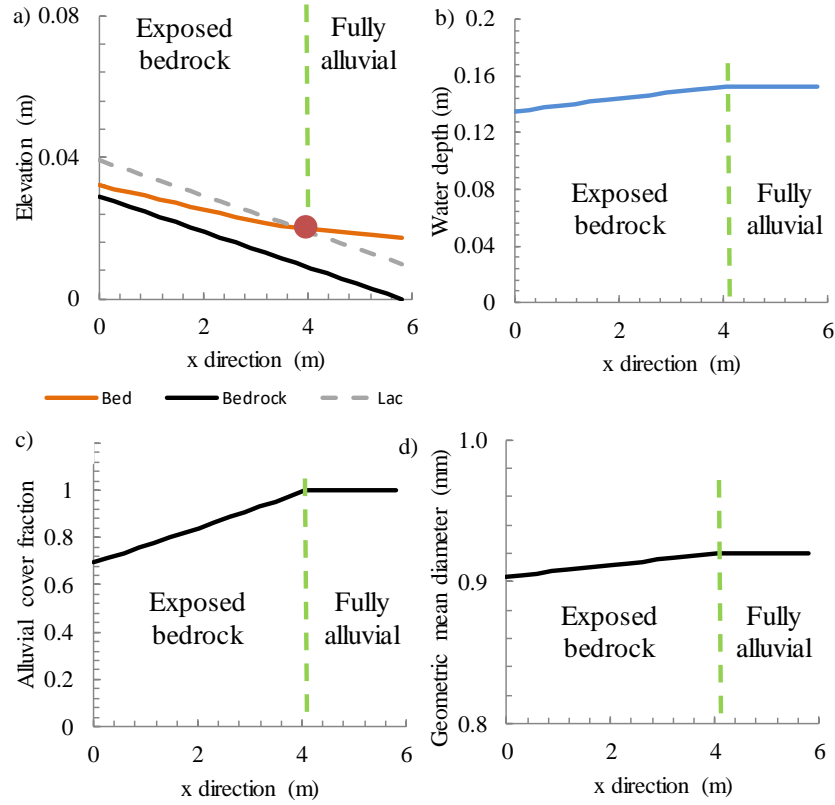 a)
0.08
Exposed
bedrock
Fully
alluvial
0.04
0
Elevation (m)
0 2 4 6
x direction (m)
Bed Bedrock Lac
b)
0.2
0.16
0.12
0.08
0.04
0
Water depth (m)
Exposed
bedrock
Fully
alluvial
0 2 4 6
x direction (m)
c)
1
0.8
0.6
0.4
0.2
0
Alluvial cover fraction
Exposed
bedrock
Fully
alluvial
0 2 4 6
x direction (m)
d)
1.0
0.9
0.8
Geometric mean diameter (mm)
Exposed
bedrock
Fully
alluvial
0 2 4 6
x direction (m)